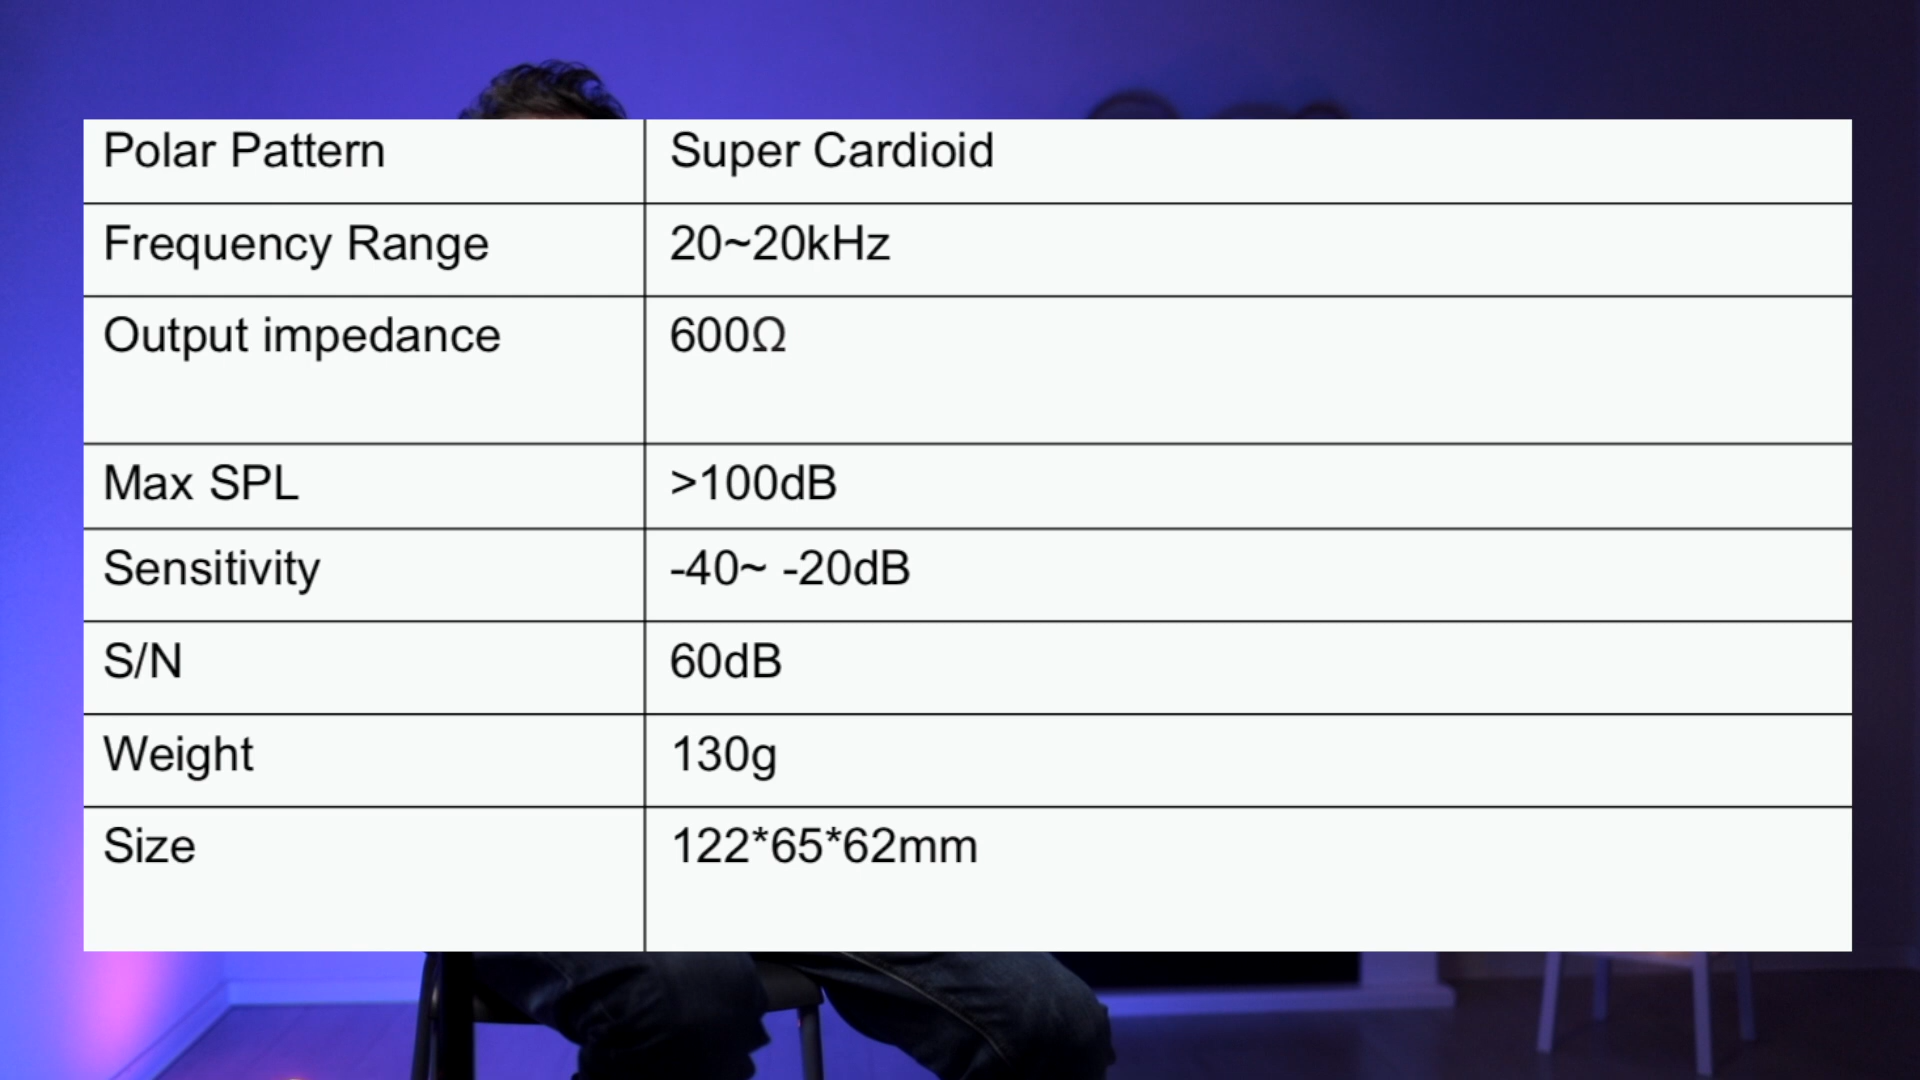 Polar Pattern Super Cardioid
Frequency Range 20~20kHz
Output impedance 600Ω
Max SPL >100dB
Sensitivity -40~ -20dB
S/N 60dB
Weight 130g
Size 122*65*62mm